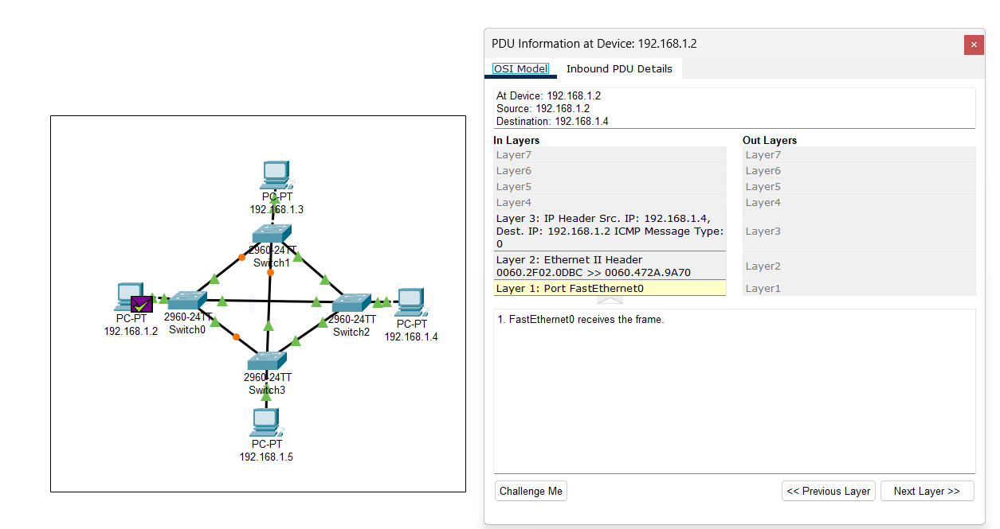 PC-PT
192.168.1.3
2960-24TT
Switch1
PC-PT
192.168.1.2
2960-24TT
Switch0
2960-24TT
Switch2
PC-PT
192.168.1.4
2960-24TT
Switch3
PC-PT
192.168.1.5
PDU Information at Device: 192.168.1.2
OSI Model
Inbound PDU Details
At Device: 192.168.1.2
Source: 192.168.1.2
Destination: 192.168.1.4
In Layers
Layer7
Layer6
Layer5
Layer4
Layer 3: IP Header Src. IP: 192.168.1.4,
Dest. IP: 192.168.1.2 ICMP Message Type:
0
Layer 2: Ethernet II Header
0060.2F02.0DBC >> 0060.472A.9A70
Layer 1: Port FastEthernet0
Out Layers
Layer7
Layer6
Layer5
Layer4
Layer3
Layer2
Layer1
1. FastEthernet0 receives the frame.
Challenge Me
<< Previous Layer
Next Layer >>